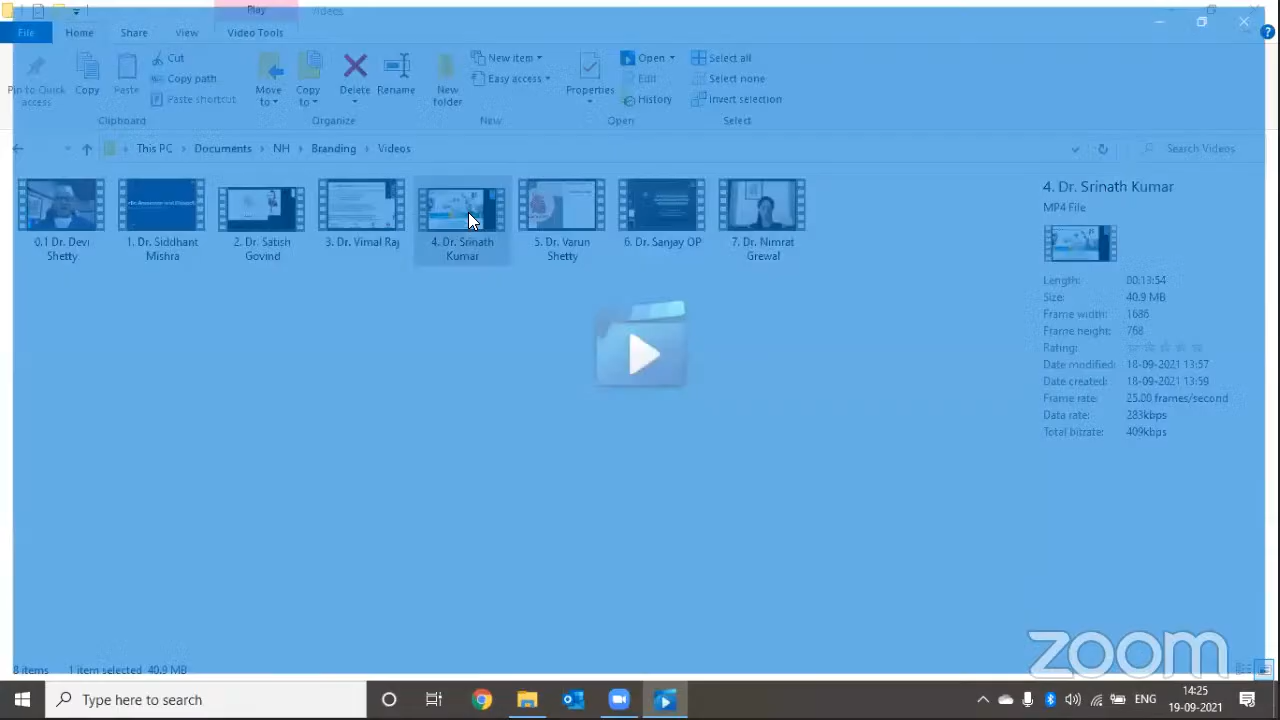 Play
Videos
File
Home
Share
View
Video Tools
Pin to Quick
access
Copy
Paste
Cut
Copy path
Paste shortcut
Clipboard
Move
to
Copy
to
Delete
Rename
Organize
New
folder
New item
Easy access
New
Properties
Open
Edit
History
Open
Select all
Select none
Invert selection
Select
This PC
Documents
NH
Branding
Videos
Search Videos
0.1 Dr. Devi
Shetty
1. Dr. Siddhant
Mishra
2. Dr. Satish
Govind
3. Dr. Vimal Raj
4. Dr. Srinath
Kumar
5. Dr. Varun
Shetty
6. Dr. Sanjay OP
7. Dr. Nimrat
Grewal
4. Dr. Srinath Kumar
MP4 File
Length: 00:13:54
Size: 40.9 MB
Frame width: 1686
Frame height: 768
Rating:
Date modified: 18-09-2021 13:57
Date created: 18-09-2021 13:59
Frame rate: 25.00 frames/second
Data rate: 283kbps
Total bitrate: 409kbps
8 items 1 item selected 40.9 MB
zoom
Type here to search
ENG
14:25
19-09-2021